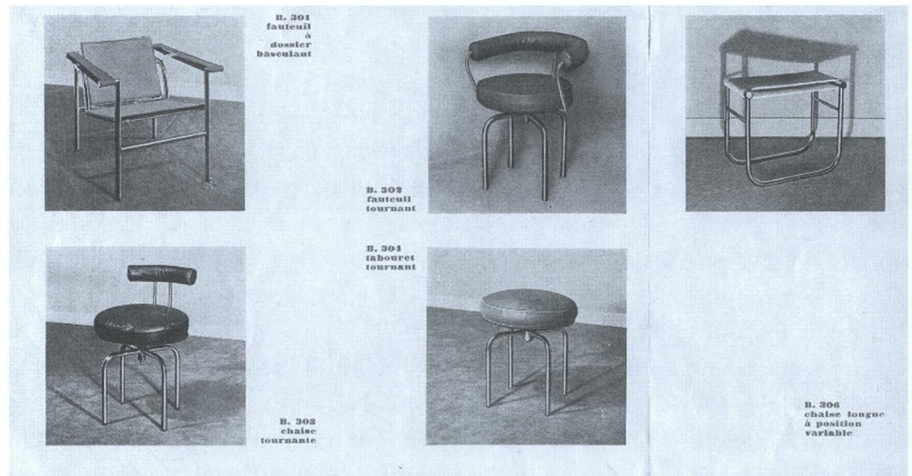 B. 301
fauteuil
à
dossier
basculant
B. 302
fauteuil
tournant
B. 303
chaise
tournante
B. 304
tabouret
tournant
B. 306
chaise longue
à position
variable